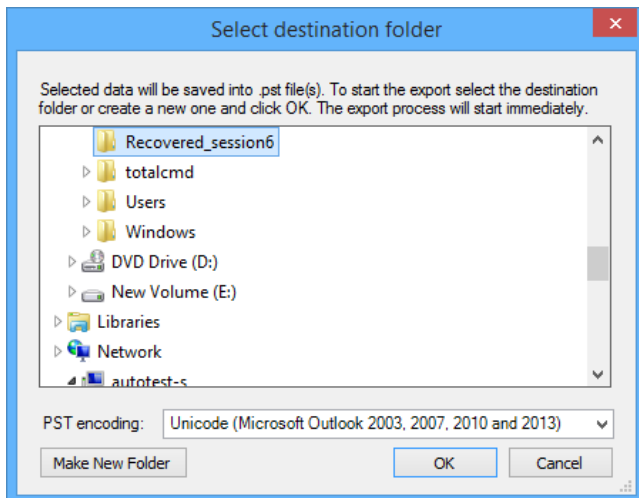 Select destination folder
Selected data will be saved into .pst file(s). To start the export select the destination
folder or create a new one and click OK. The export process will start immediately.
Recovered_session6
totalcmd
Users
Windows
DVD Drive (D:)
New Volume (E:)
Libraries
Network
autotest-s
PST encoding: Unicode (Microsoft Outlook 2003, 2007, 2010 and 2013)
Make New Folder OK Cancel